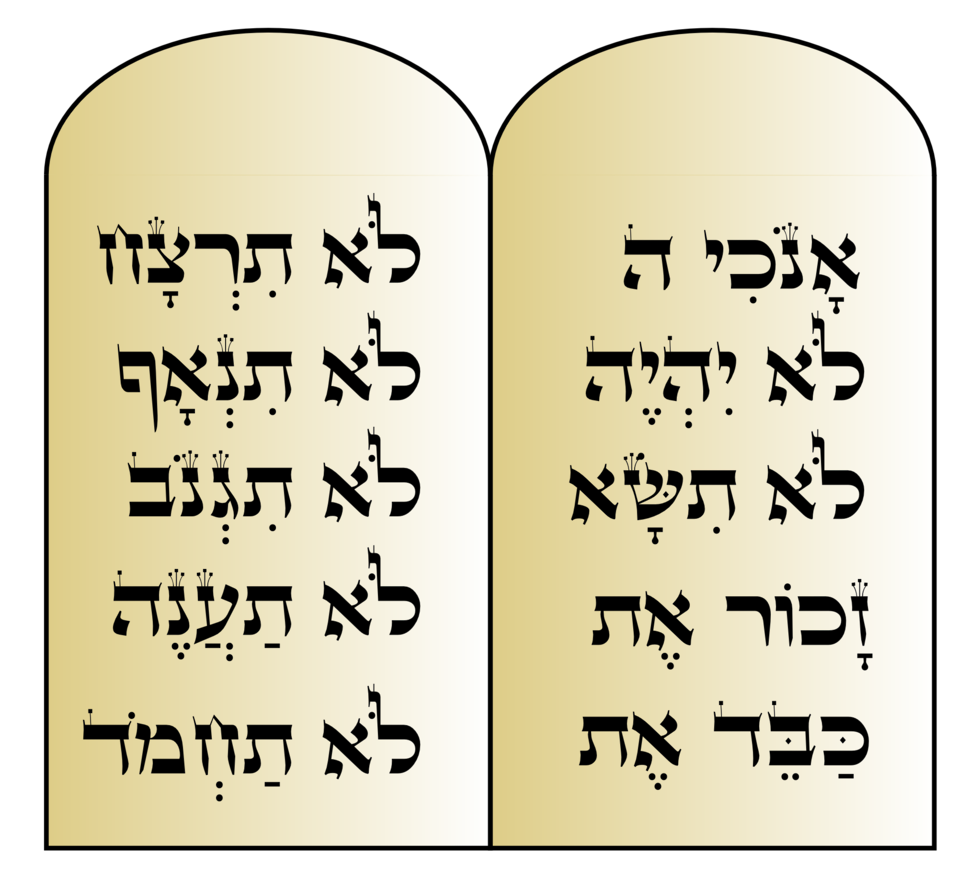 אָנֹכִי ה
לֹא יִהְיֶה
לֹא תִשָּׂא
זָכוֹר אֶת
כַּבֵּד אֶת
לֹא תִרְצָח
לֹא תִנְאָף
לֹא תִגְנֹב
לֹא תַעֲנֶה
לֹא תַחְמֹד